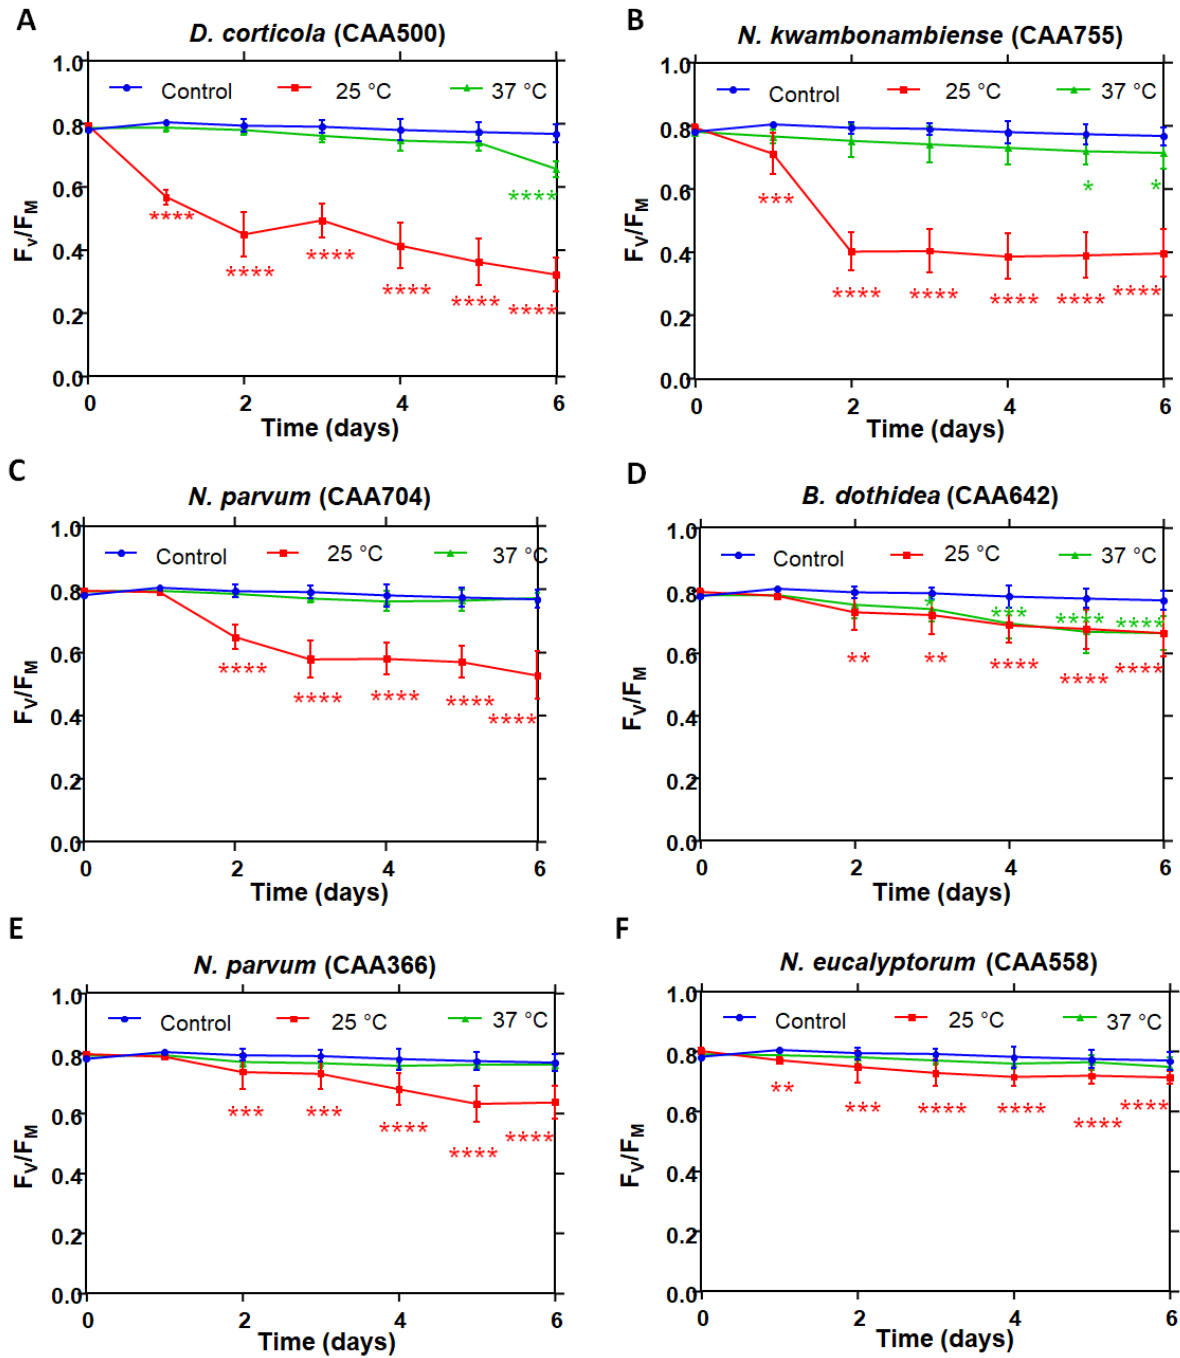 A
D. corticola (CAA500)
1.0
Control 25 °C 37 °C
0.8
0.6
****
****
****
****
0.4
****
****
****
0.2
****
0.0
0 2 4 6
Time (days)
Fv/FM
B
N. kwambonambiense (CAA755)
1.0
Control 25 °C 37 °C
0.8
0.6
* *
***
0.4
**** **** **** **** ****
0.2
0.0
0 2 4 6
Time (days)
Fv/FM
C
N. parvum (CAA704)
1.0
Control 25 °C 37 °C
0.8
0.6
****
**** **** ****
****
0.4
0.2
0.0
0 2 4 6
Time (days)
Fv/FM
D
B. dothidea (CAA642)
1.0
Control 25 °C 37 °C
0.8
* *** **** ****
0.6
** ** **** **** ****
0.4
0.2
0.0
0 2 4 6
Time (days)
Fv/FM
E
N. parvum (CAA366)
1.0
Control 25 °C 37 °C
0.8
0.6
*** *** **** **** ****
0.4
0.2
0.0
0 2 4 6
Time (days)
Fv/FM
F
N. eucalyptorum (CAA558)
1.0
Control 25 °C 37 °C
0.8
0.6
** *** **** **** **** ****
0.4
0.2
0.0
0 2 4 6
Time (days)
Fv/FM